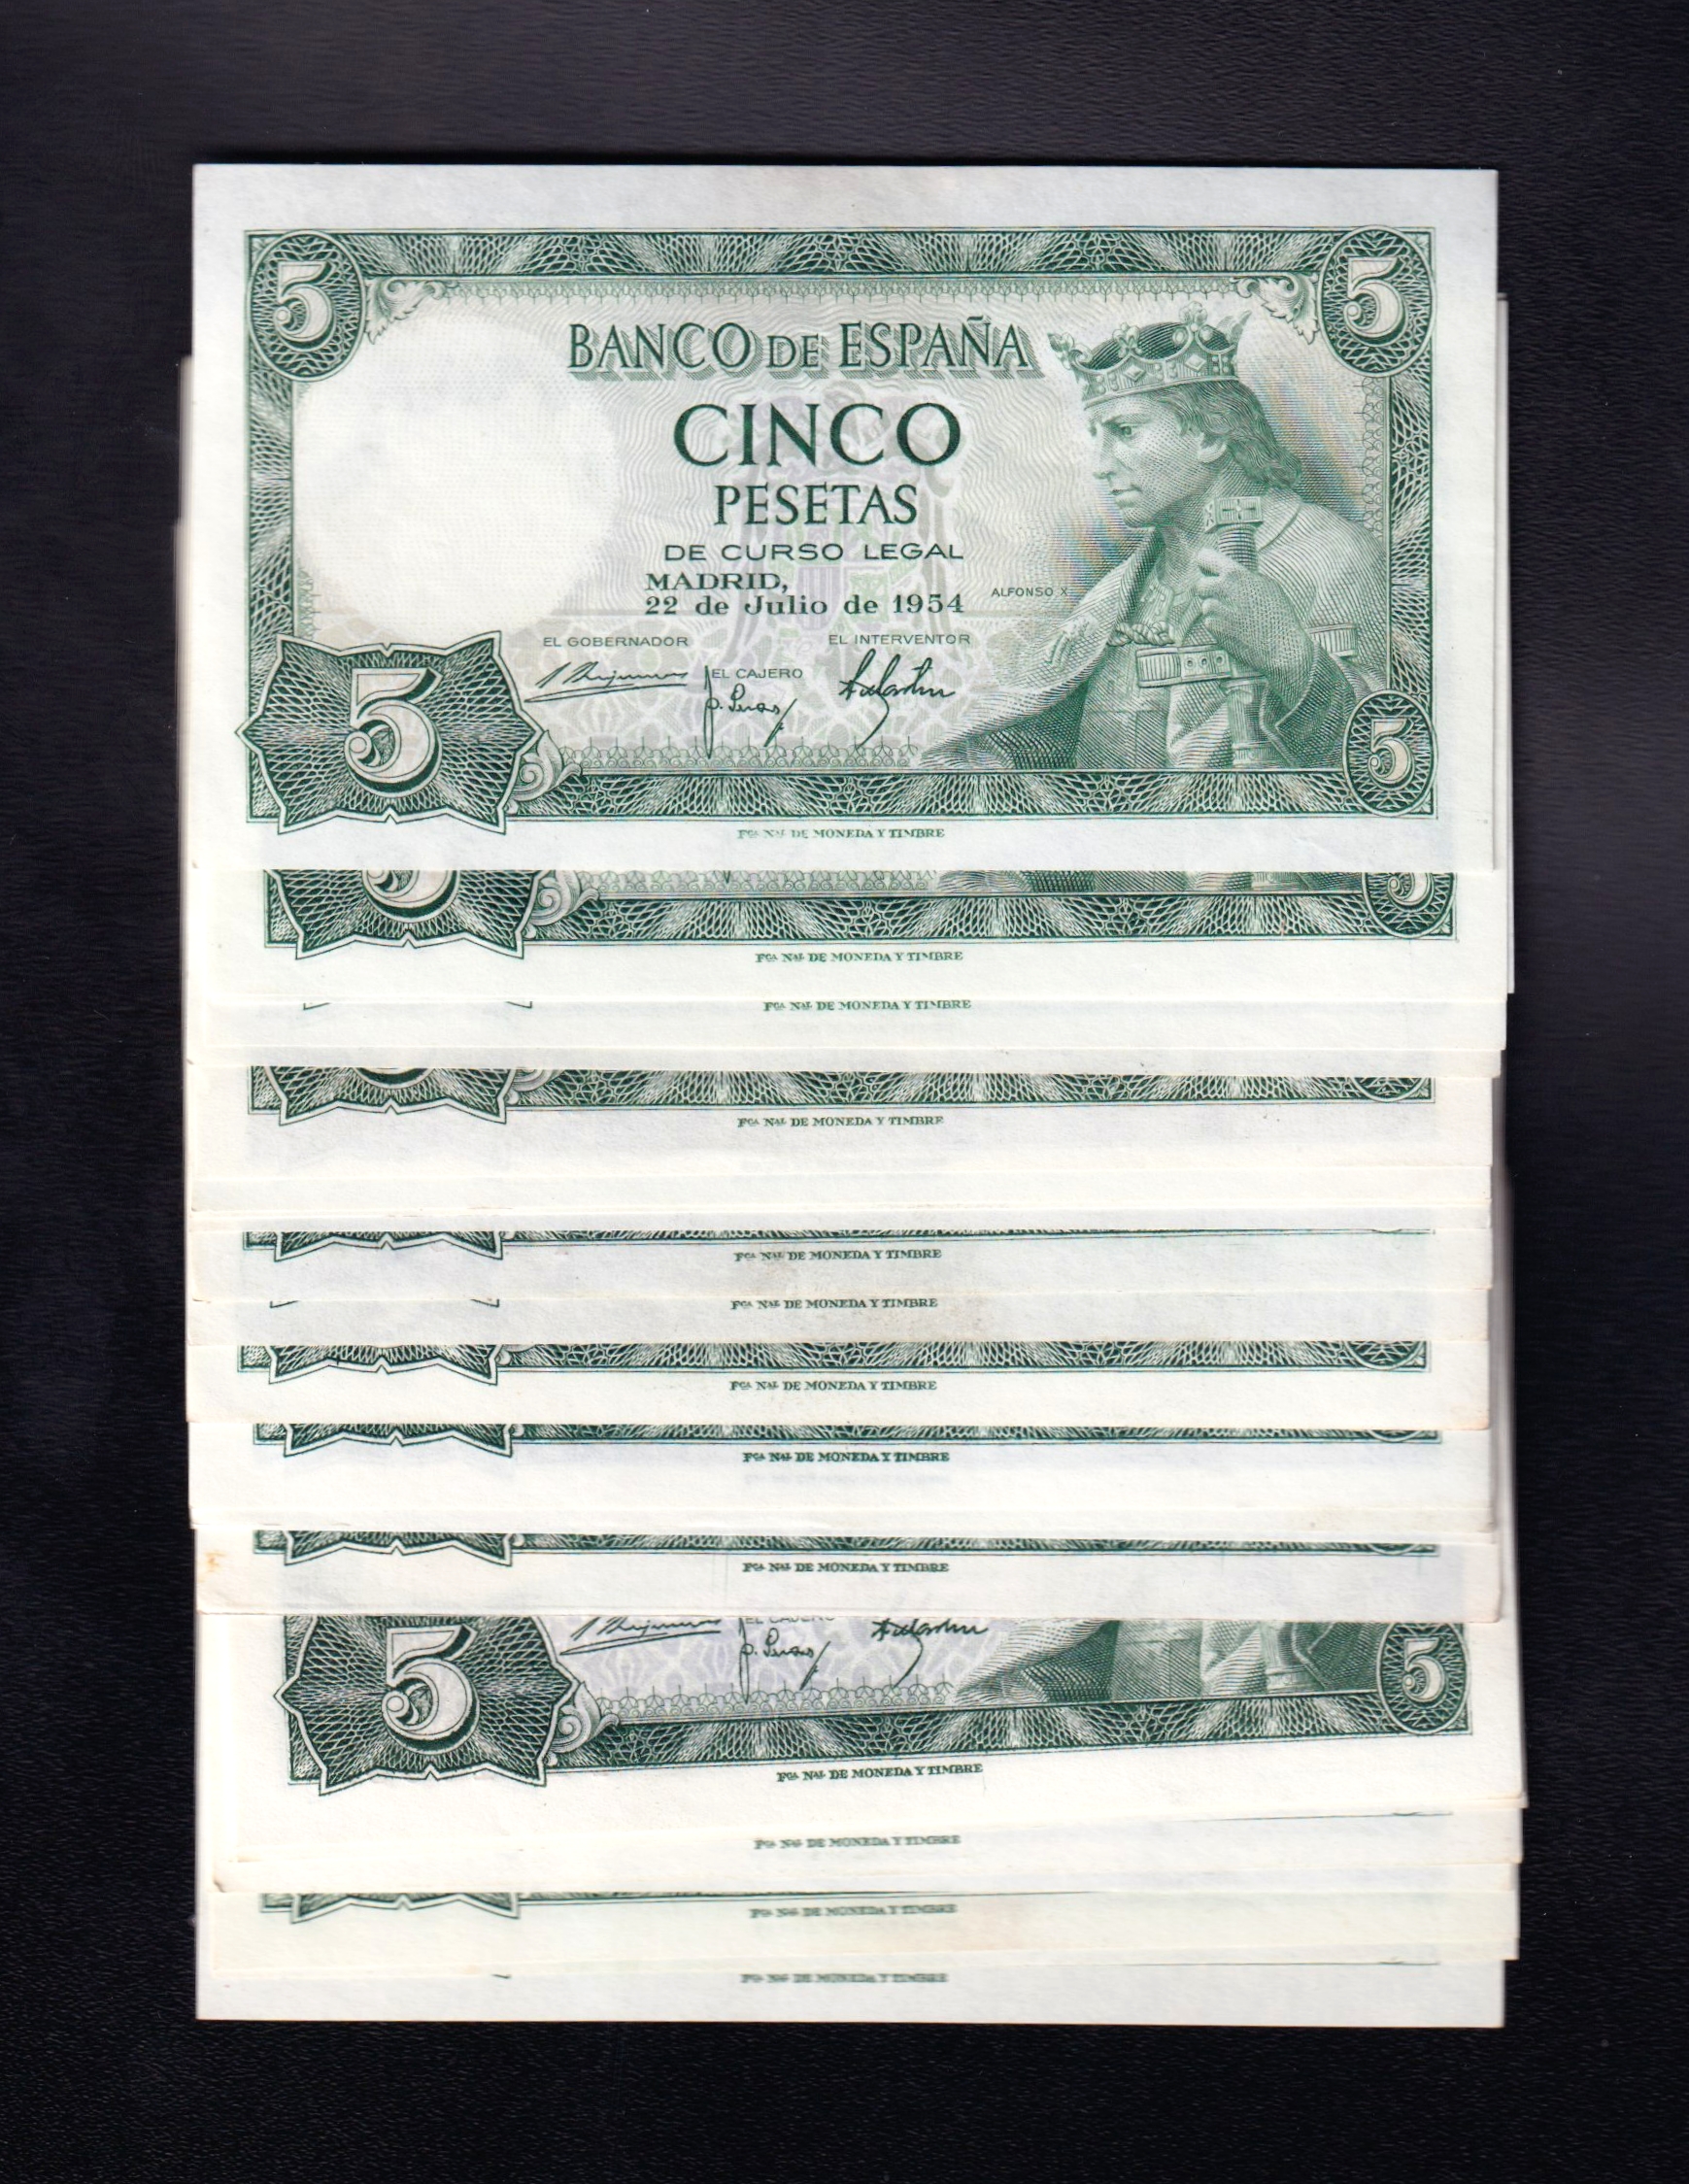 5 5
BANCO DE ESPAÑA
CINCO
PESETAS
DE CURSO LEGAL
MADRID,
22 de Julio de 1954
ALFONSO X
EL GOBERNADOR EL INTERVENTOR
EL CAJERO
5 5
FCA NAL DE MONEDA Y TIMBRE
5 5
FCA NAL DE MONEDA Y TIMBRE
FCA NAL DE MONEDA Y TIMBRE
FCA NAL DE MONEDA Y TIMBRE
FCA NAL DE MONEDA Y TIMBRE
FCA NAL DE MONEDA Y TIMBRE
FCA NAL DE MONEDA Y TIMBRE
FCA NAL DE MONEDA Y TIMBRE
FCA NAL DE MONEDA Y TIMBRE
EL CAJERO
5 5
FCA NAL DE MONEDA Y TIMBRE
FCA NAL DE MONEDA Y TIMBRE
FCA NAL DE MONEDA Y TIMBRE
FCA NAL DE MONEDA Y TIMBRE